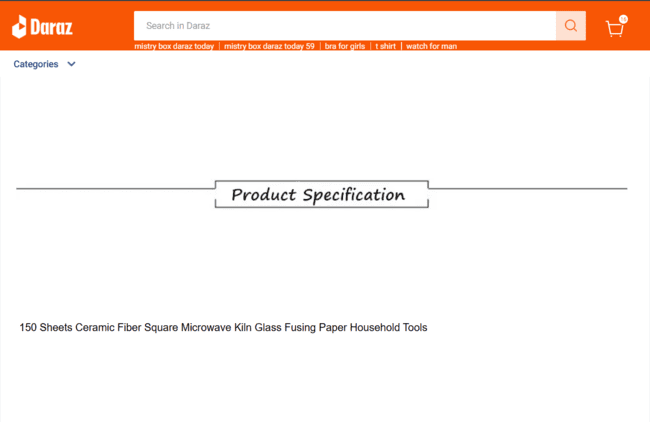 Daraz
Search in Daraz
mistry box daraz today | mistry box daraz today 59 | bra for girls | t shirt | watch for man
Categories
Product Specification
150 Sheets Ceramic Fiber Square Microwave Kiln Glass Fusing Paper Household Tools